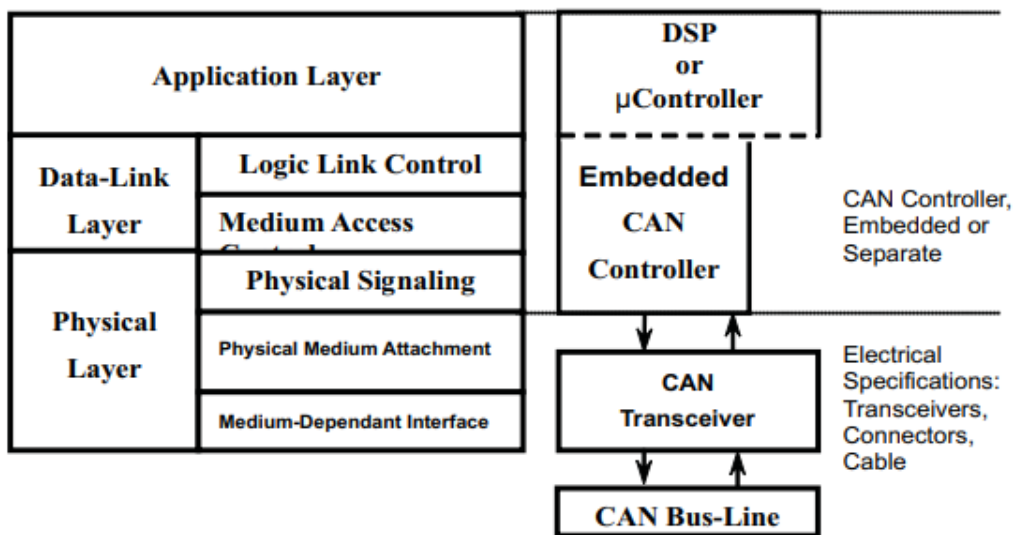 Application Layer
Data-Link
Layer
Logic Link Control
Medium Access
Physical
Layer
Physical Signaling
Physical Medium Attachment
Medium-Dependant Interface
DSP
or
µController
Embedded
CAN
Controller
CAN
Transceiver
CAN Bus-Line
CAN Controller,
Embedded or
Separate
Electrical
Specifications:
Transceivers,
Connectors,
Cable